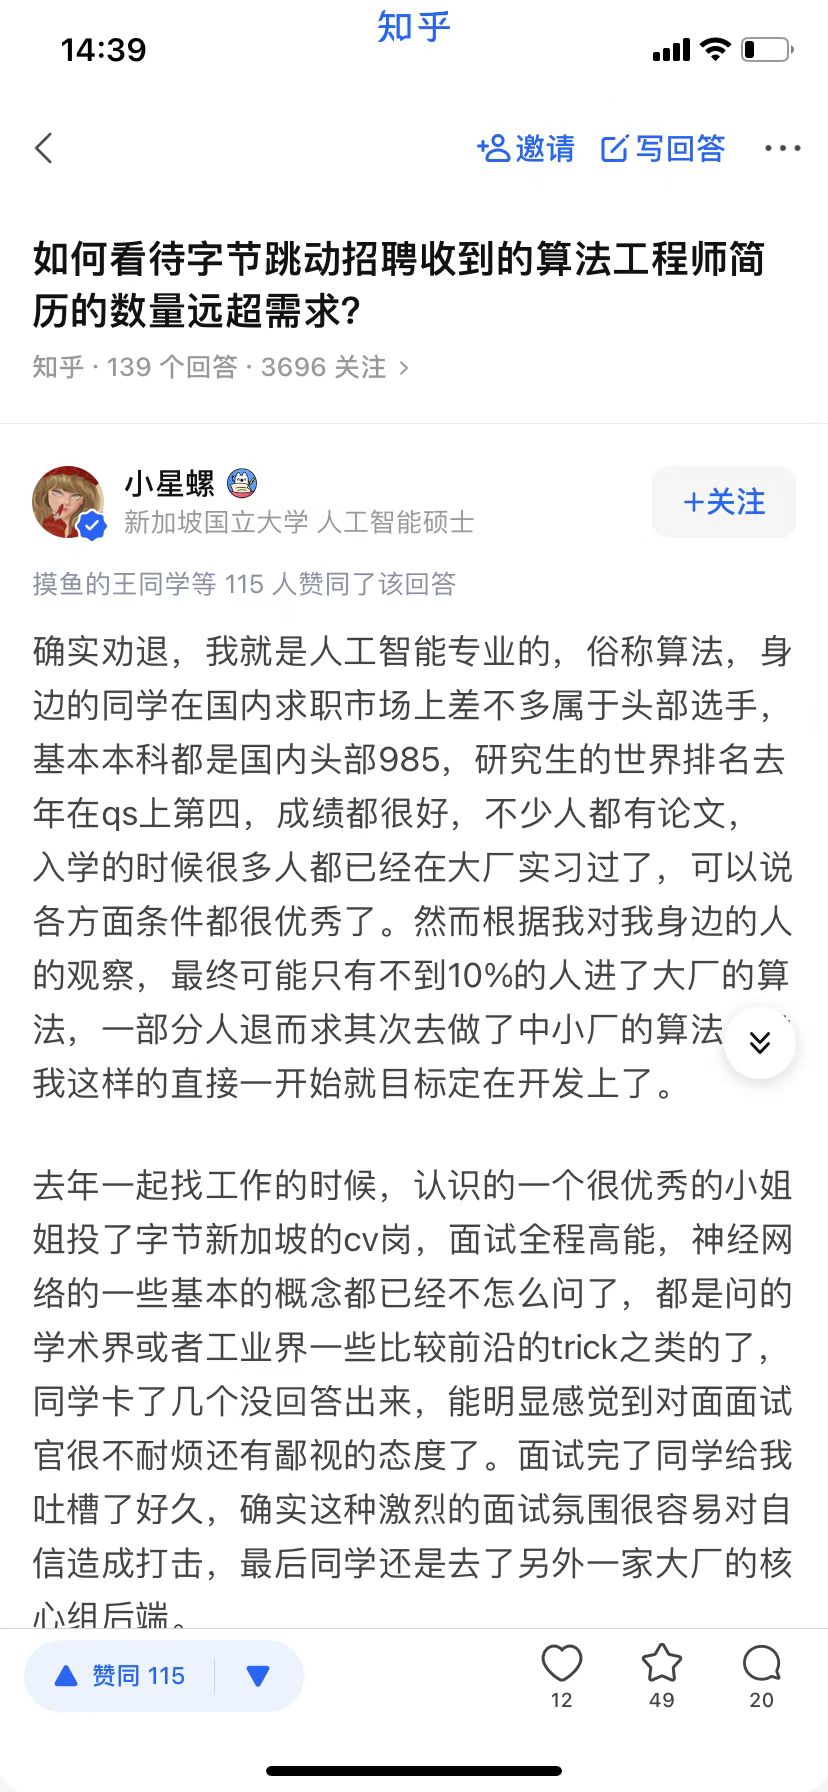 知乎
14:39
邀请 写回答
如何看待字节跳动招聘收到的算法工程师简
历的数量远超需求?
知乎 · 139 个回答 · 3696 关注 >
小星螺
新加坡国立大学 人工智能硕士
+关注
摸鱼的王同学等 115 人赞同了该回答
确实劝退，我就是人工智能专业的，俗称算法，身
边的同学在国内求职市场上差不多属于头部选手，
基本本科都是国内头部985，研究生的世界排名去
年在qs上第四，成绩都很好，不少人都有论文，
入学的时候很多人都已经在大厂实习过了，可以说
各方面条件都很优秀了。然而根据我对我身边的人
的观察，最终可能只有不到10%的人进了大厂的算
法，一部分人退而求其次去做了中小厂的算法
我这样的直接一开始就目标定在开发上了。
去年一起找工作的时候，认识的一个很优秀的小姐
姐投了字节新加坡的cv岗，面试全程高能，神经网
络的一些基本的概念都已经不怎么问了，都是问的
学术界或者工业界一些比较前沿的trick之类的了，
同学卡了几个没回答出来，能明显感觉到对面面试
官很不耐烦还有鄙视的态度了。面试完了同学给我
吐槽了好久，确实这种激烈的面试氛围很容易对自
信造成打击，最后同学还是去了另外一家大厂的核
心组后端。
赞同 115
12
49
20